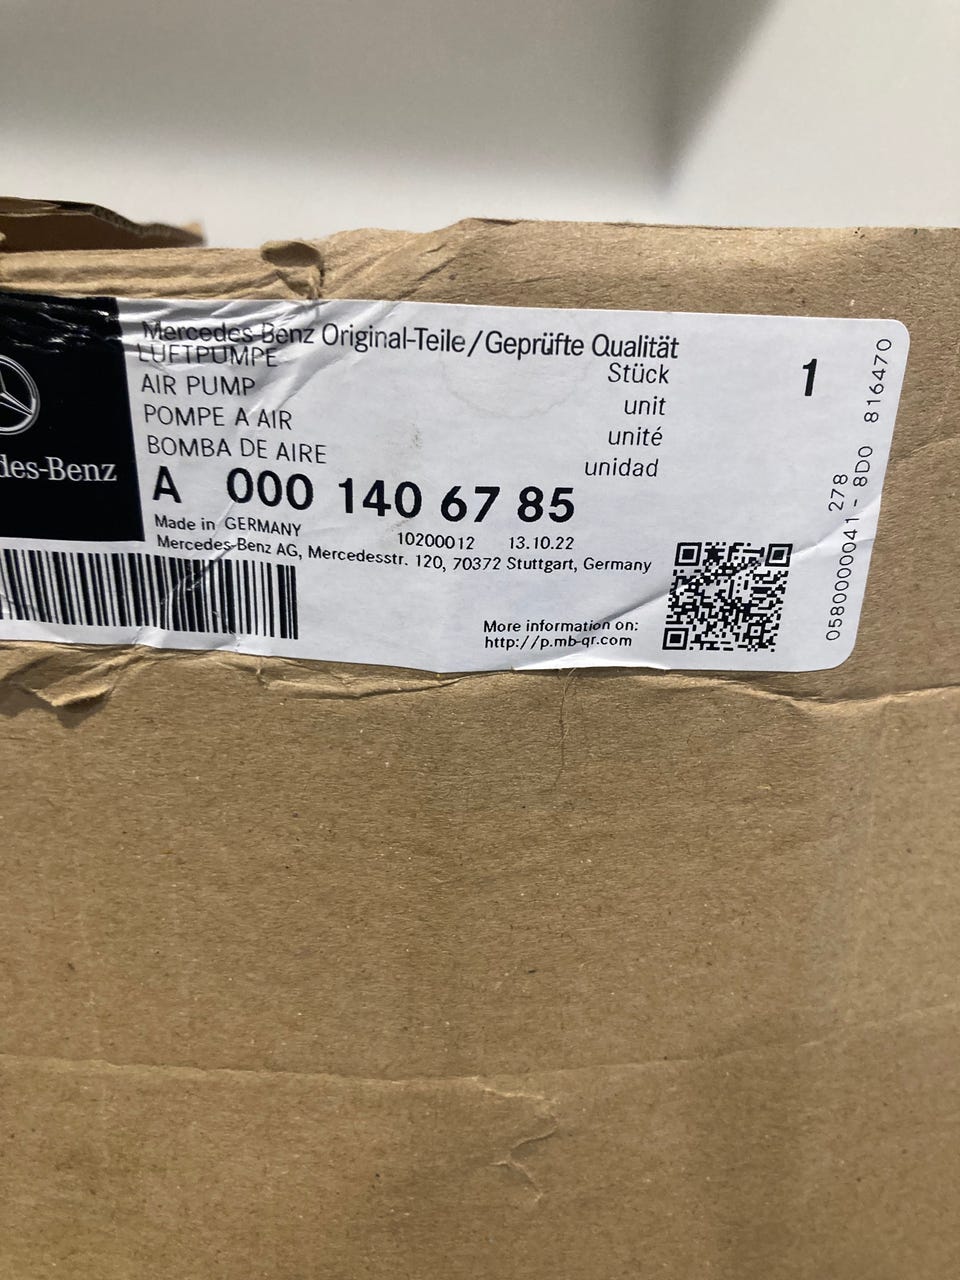 Mercedes-Benz Original-Teile/Geprüfte Qualität
LUFTPUMPE
AIR PUMP
POMPE A AIR
BOMBA DE AIRE
Stück
unit
unité
unidad
1
des-Benz
A 000 140 67 85
Made in GERMANY
10200012 13.10.22
Mercedes-Benz AG, Mercedesstr. 120, 70372 Stuttgart, Germany
More information on:
http://p.mb-qr.com
0580000041 278 - 8D0 816470